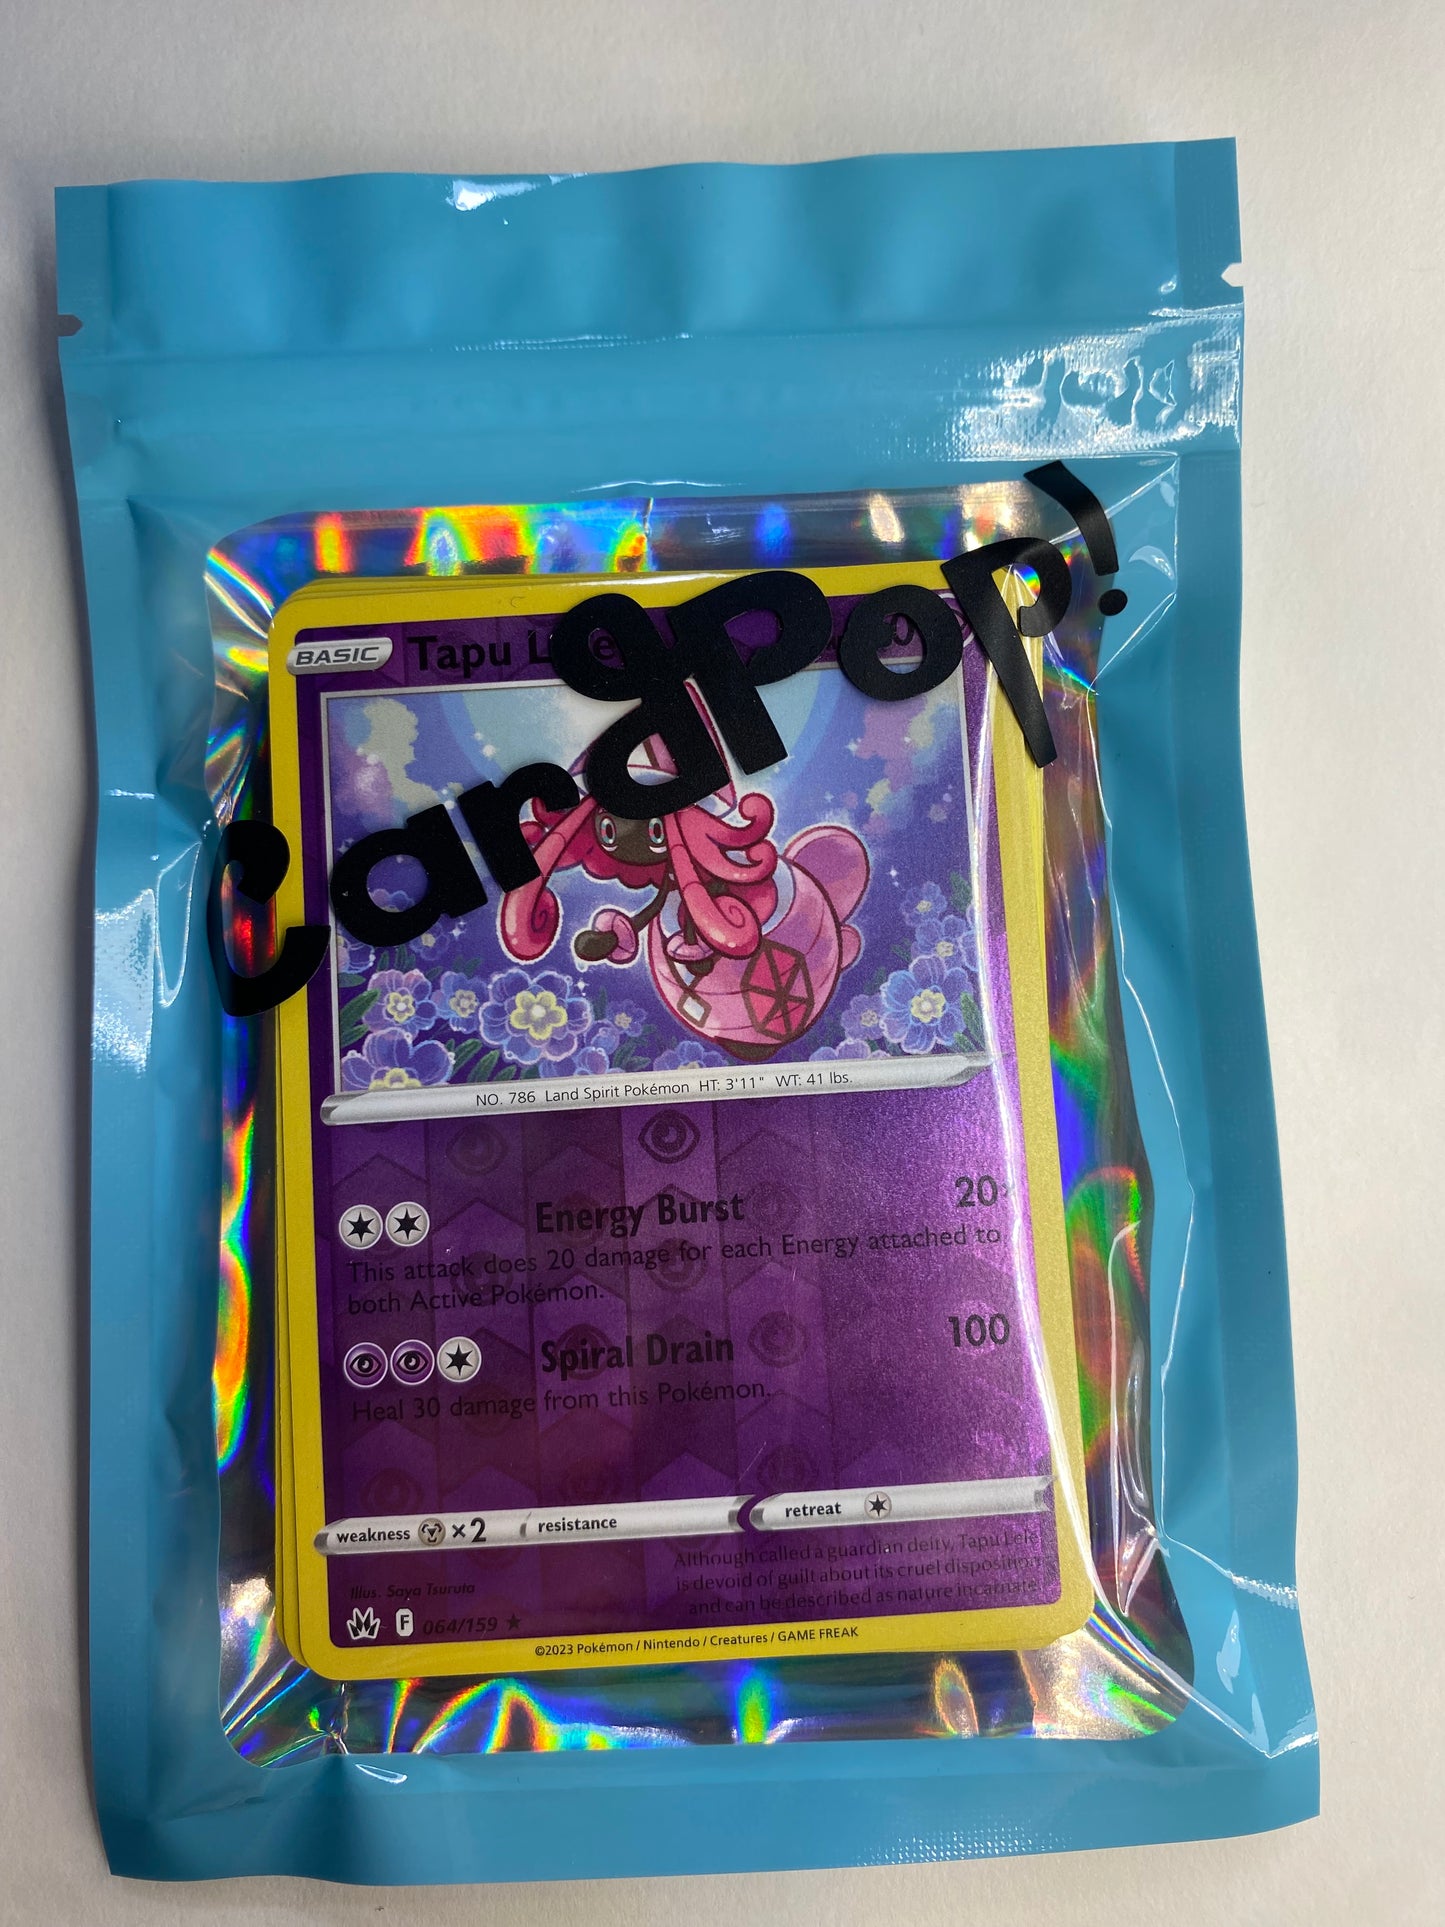 CardPop!
BASIC Tapu Lele
NO. 786 Land Spirit Pokémon HT: 3'11" WT: 41 lbs.
Energy Burst 20×
This attack does 20 damage for each Energy attached to
both Active Pokémon.
Spiral Drain 100
Heal 30 damage from this Pokémon.
weakness ×2 resistance retreat
Although called a guardian deity, Tapu Lele
is devoid of guilt about its cruel disposition
and can be described as nature incarnate.
Illus. Saya Tsuruta
F 064/159 ★
©2023 Pokémon / Nintendo / Creatures / GAME FREAK